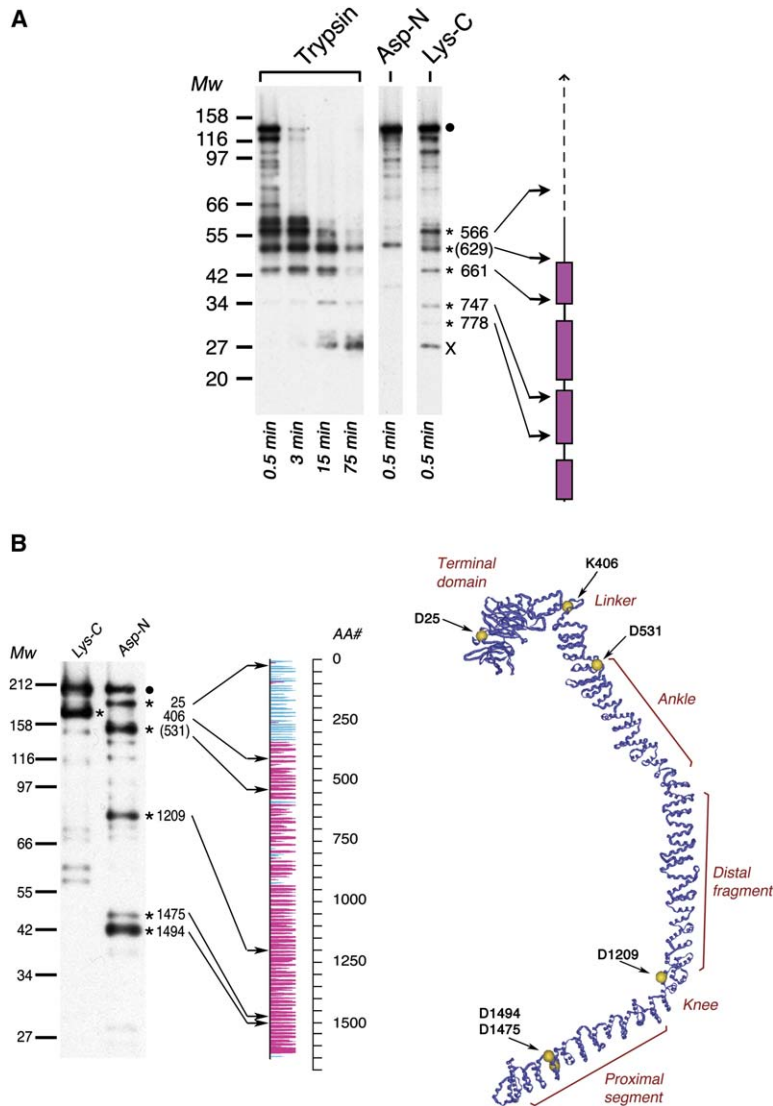 A
Trypsin
Asp-N
Lys-C
Mw
158
116
97
66
55
42
34
27
20
●
* 566
* (629)
* 661
* 747
* 778
X
0.5 min
3 min
15 min
75 min
0.5 min
0.5 min
B
Lys-C
Asp-N
Mw
212
158
116
97
66
55
42
34
27
●
* 25
* 406
* (531)
* 1209
* 1475
* 1494
AA#
0
250
500
750
1000
1250
1500
Terminal
domain
K406
Linker
D25
D531
Ankle
Distal
fragment
D1209
Knee
D1494
D1475
Proximal
segment